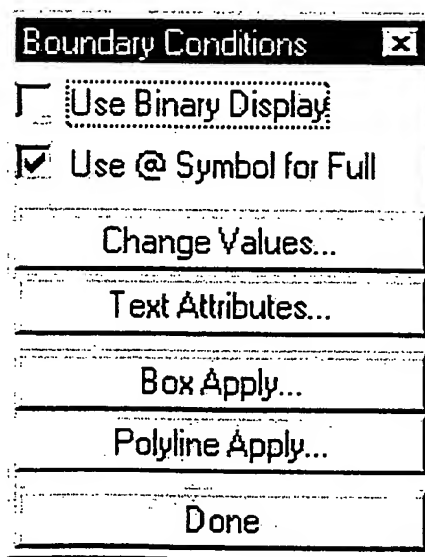 Boundary Conditions
Use Binary Display
Use @ Symbol for Full
Change Values...
Text Attributes...
Box Apply...
Polyline Apply...
Done